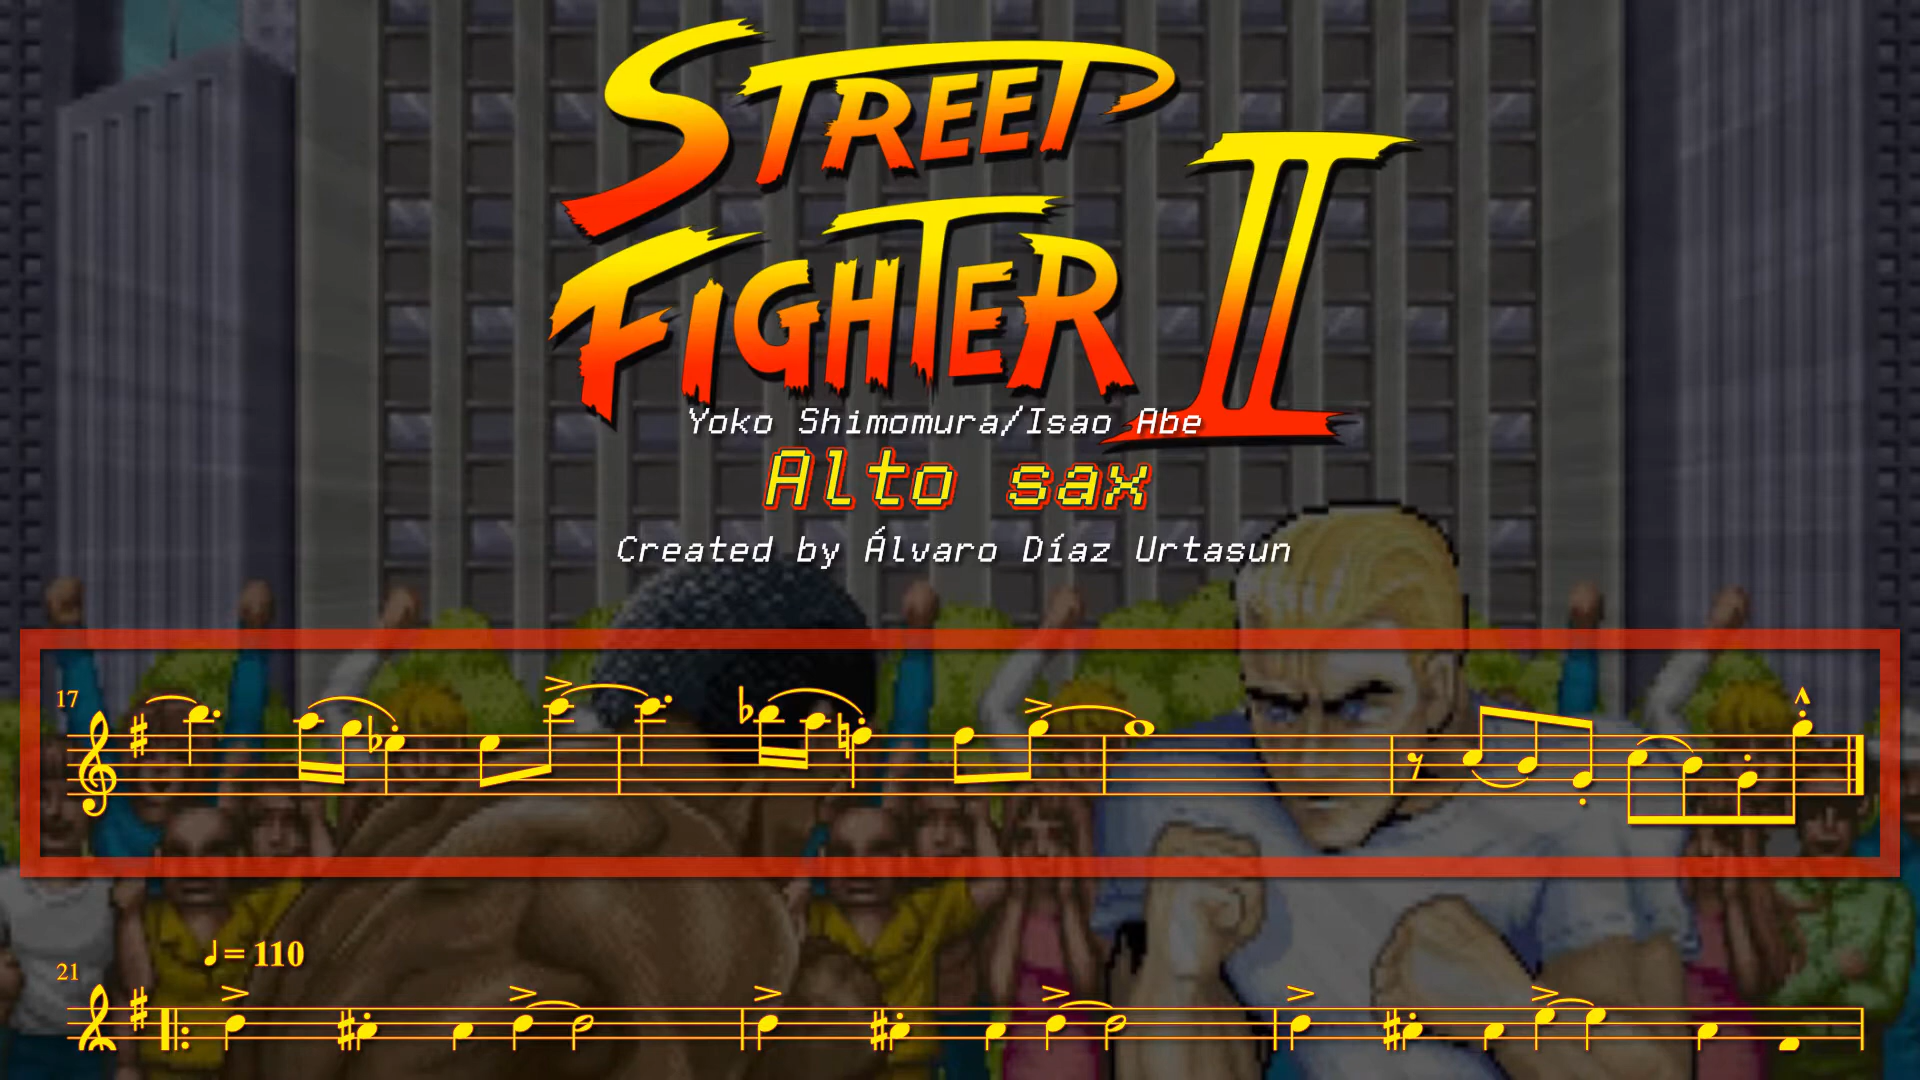 STREET
FIGHTER II
Yoko Shimomura/Isao Abe
Alto sax
Created by Álvaro Díaz Urtasun
17
♩= 110
21